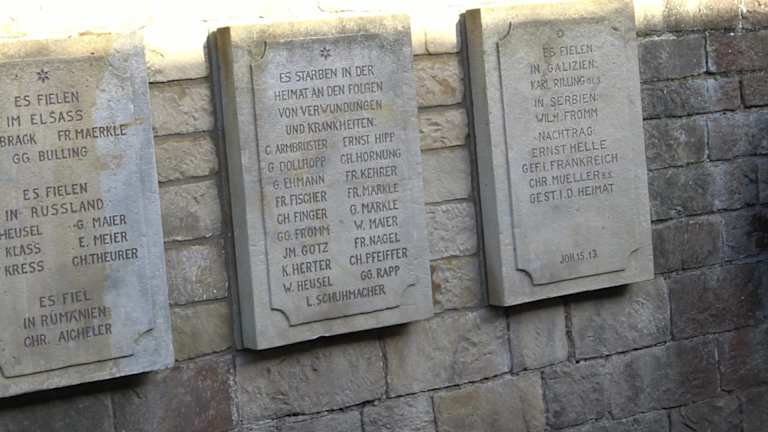 ES FIELEN
IM ELSASS
BRACK FR. MAERKLE
GG BULLING
ES FIELEN
IN RUSSLAND
HEUSEL G. MAIER
KLASS E. MEIER
KRESS CH. THEURER
ES FIEL
IN RUMÄNIEN:
CHR. AICHELER
ES STARBEN IN DER
HEIMAT AN DEN FOLGEN
VON VERWUNDUNGEN
UND KRANKHEITEN:
C. ARMBRUSTER ERNST HIPP
G. DOLLHOPP CH. HORNUNG
G. EHMANN FR. KEHRER
FR. FISCHER FR. MÄRKLE
CH. FINGER G. MÄRKLE
GG. FROMM W. MAIER
JM. GÖTZ FR. NAGEL
K. HERTER CH. PFEIFFER
W. HEUSEL GG. RAPP
L. SCHUHMACHER
ES FIELEN
IN GALIZIEN:
KARL RILLING
IN SERBIEN:
WILH. FROMM
NACHTRAG:
ERNST HELLE
GEF. I. FRANKREICH
CHR. MUELLER
GEST. I. D. HEIMAT
JOH. 15. 13.